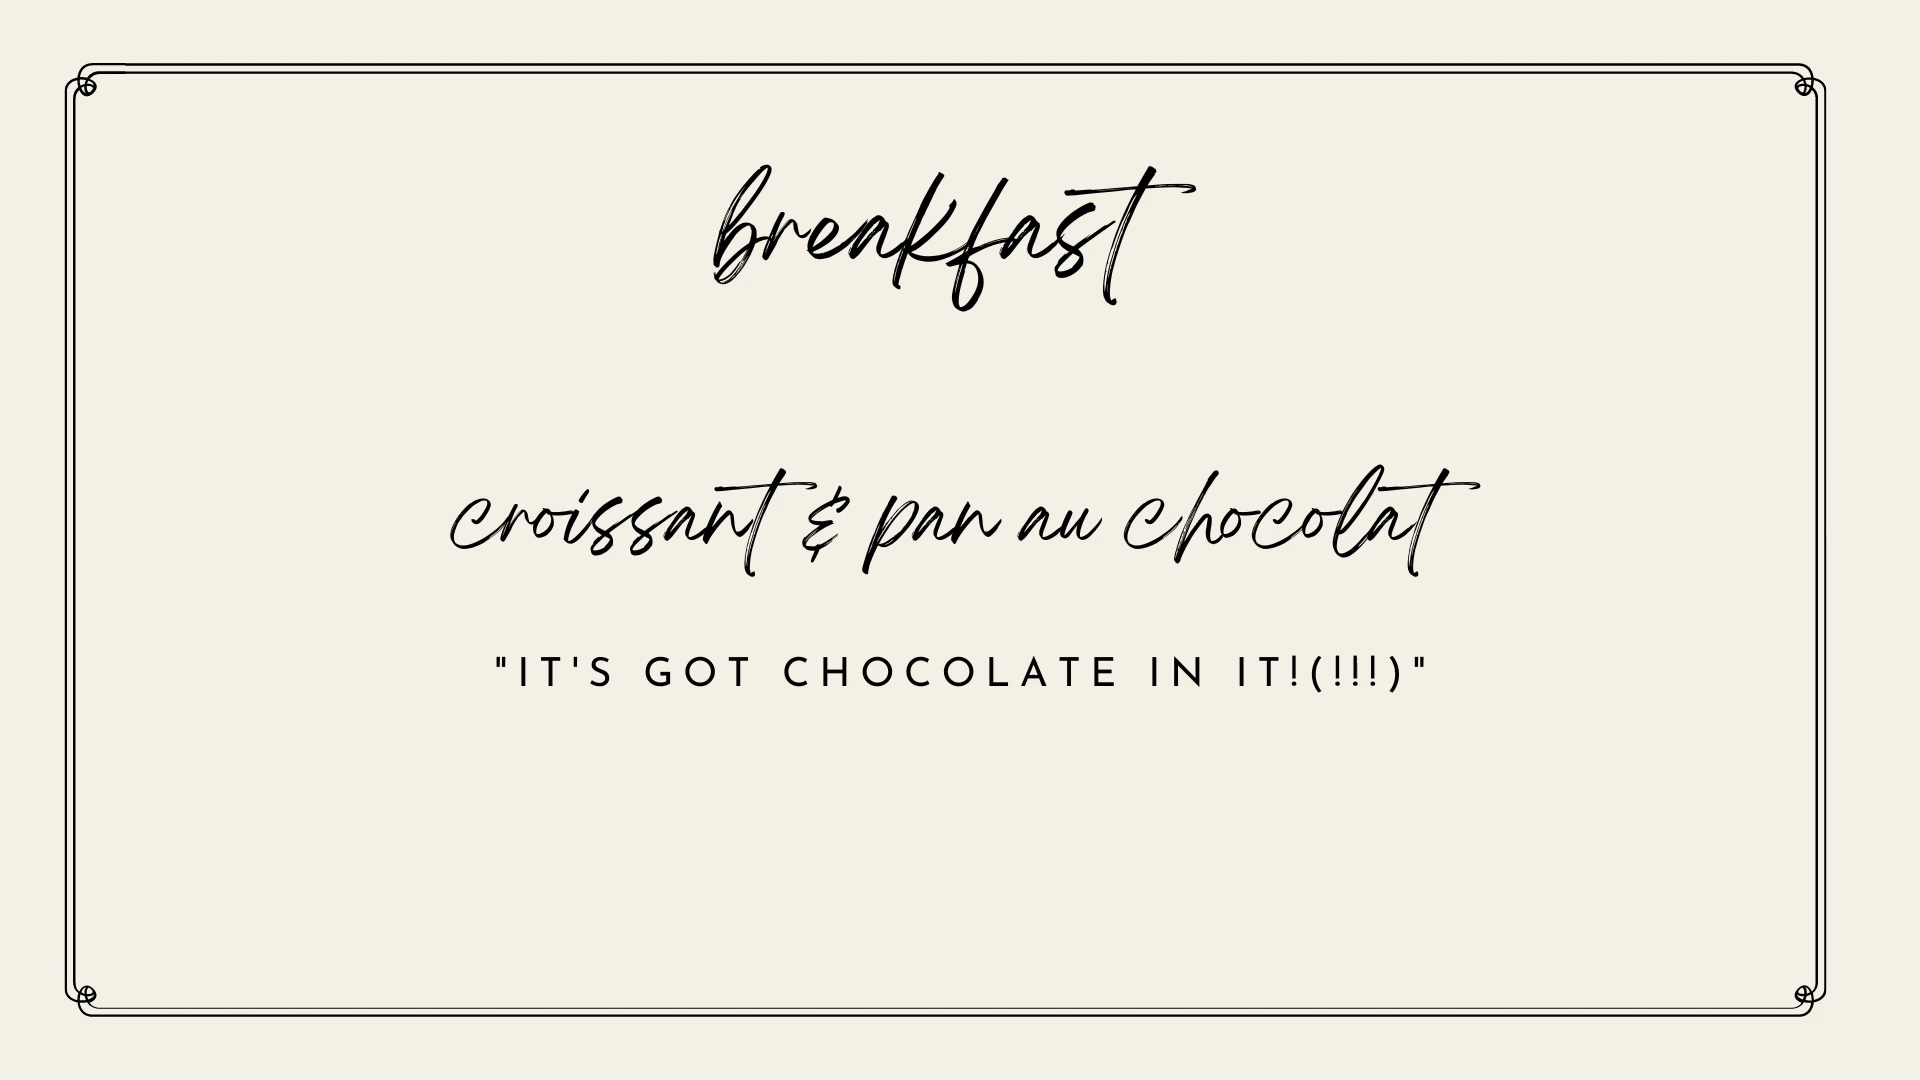 breakfast
croissant & pan au chocolat
"IT'S GOT CHOCOLATE IN IT!(!!!)"